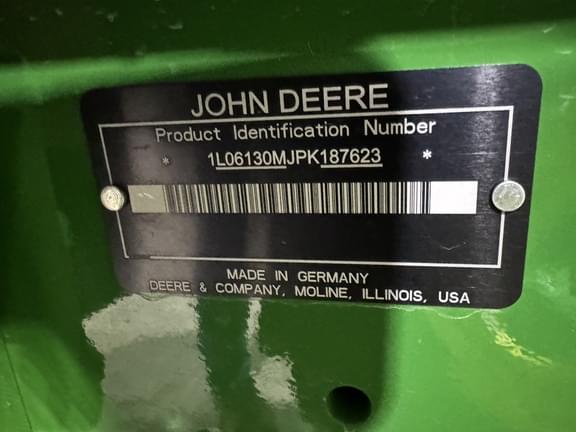 JOHN DEERE
Product Identification Number
* 1L06130MJPK187623 *
MADE IN GERMANY
DEERE & COMPANY, MOLINE, ILLINOIS, USA